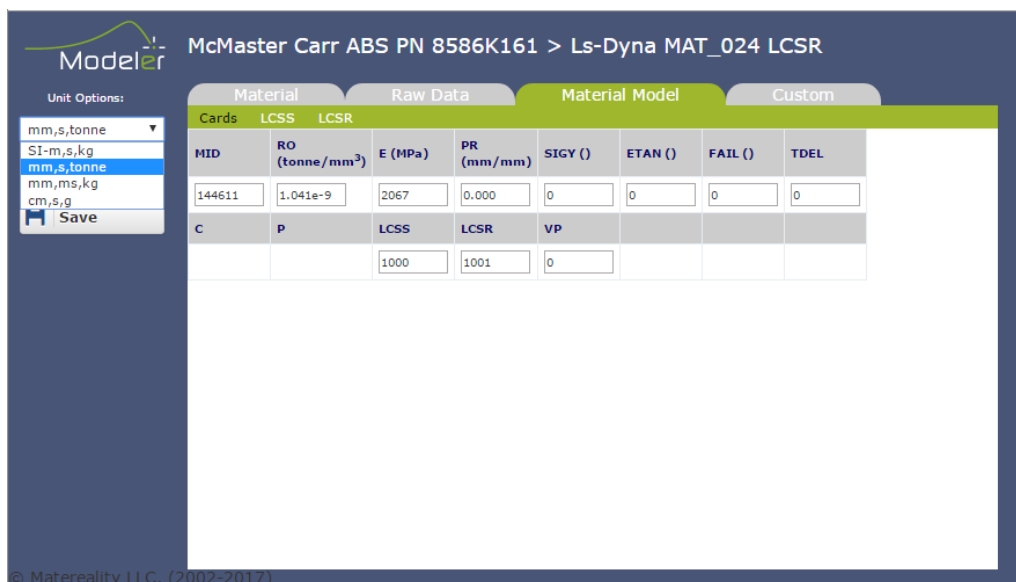 Modeler
McMaster Carr ABS PN 8586K161 > Ls-Dyna MAT_024 LCSR
Unit Options:
mm,s,tonne
SI-m,s,kg
mm,s,tonne
mm,ms,kg
cm,s,g
Save
Material Raw Data Material Model Custom
Cards LCSS LCSR
MID RO (tonne/mm³) E (MPa) PR (mm/mm) SIGY () ETAN () FAIL () TDEL
144611 1.041e-9 2067 0.000 0 0 0 0
C P LCSS LCSR VP
1000 1001 0
© Matereality LLC. (2002-2017)